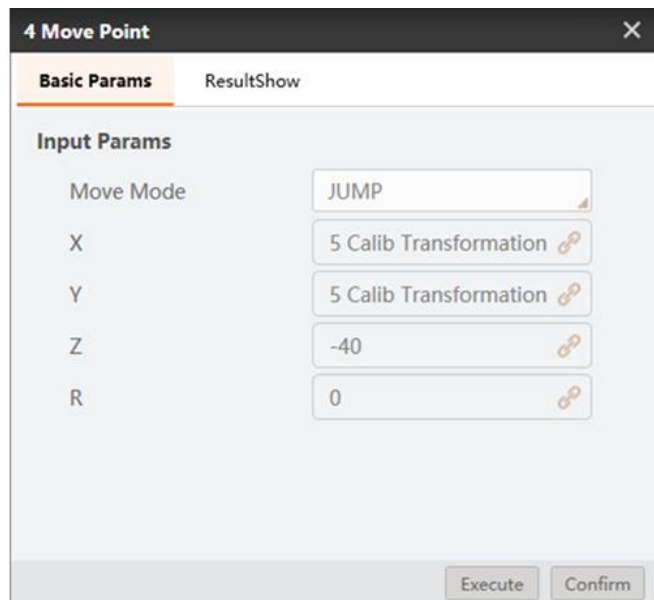 4 Move Point
Basic Params ResultShow
Input Params
Move Mode JUMP
X 5 Calib Transformation
Y 5 Calib Transformation
Z -40
R 0
Execute Confirm